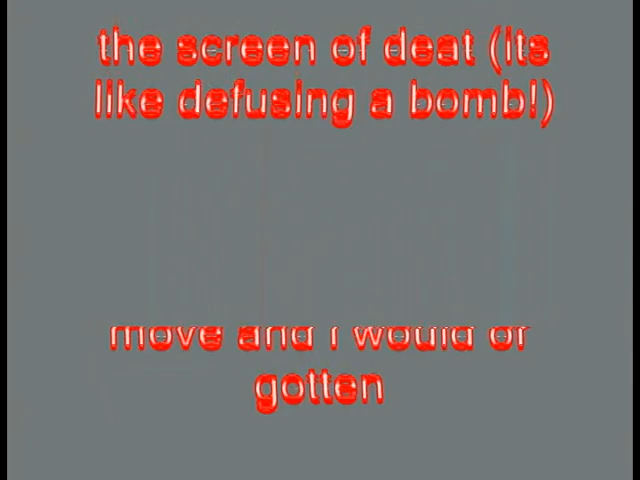 the screen of deat (its
like defusing a bomb!)
move and i would of
gotten